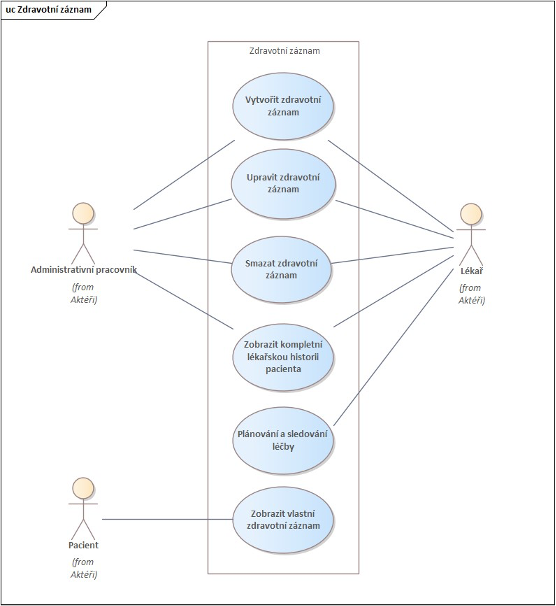 uc Zdravotní záznam
Zdravotní záznam
Vytvořit zdravotní
záznam
Upravit zdravotní
záznam
Administrativní pracovník
(from
Aktéři)
Smazat zdravotní
záznam
Lékař
(from
Aktéři)
Zobrazit kompletní
lékařskou historii
pacienta
Plánování a sledování
léčby
Zobrazit vlastní
zdravotní záznam
Pacient
(from
Aktéři)